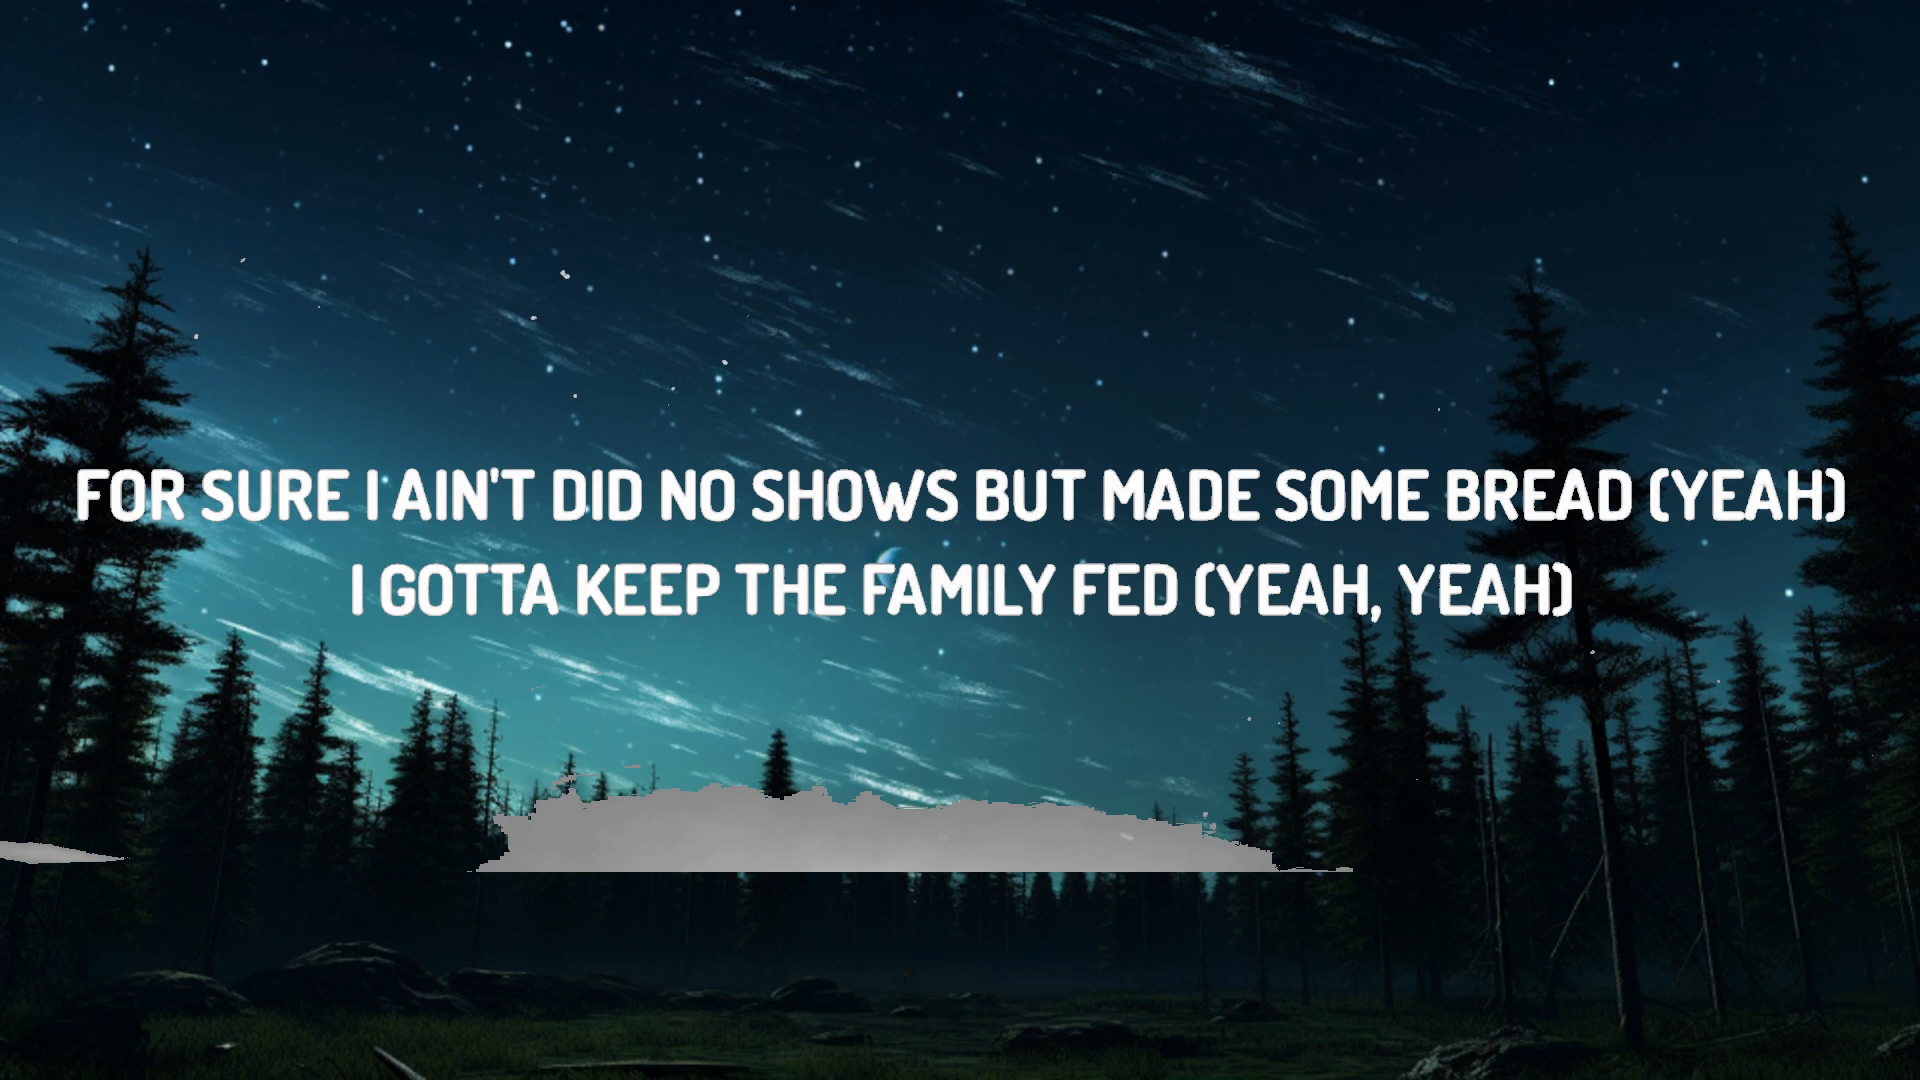 FOR SURE I AIN'T DID NO SHOWS BUT MADE SOME BREAD (YEAH)
I GOTTA KEEP THE FAMILY FED (YEAH, YEAH)